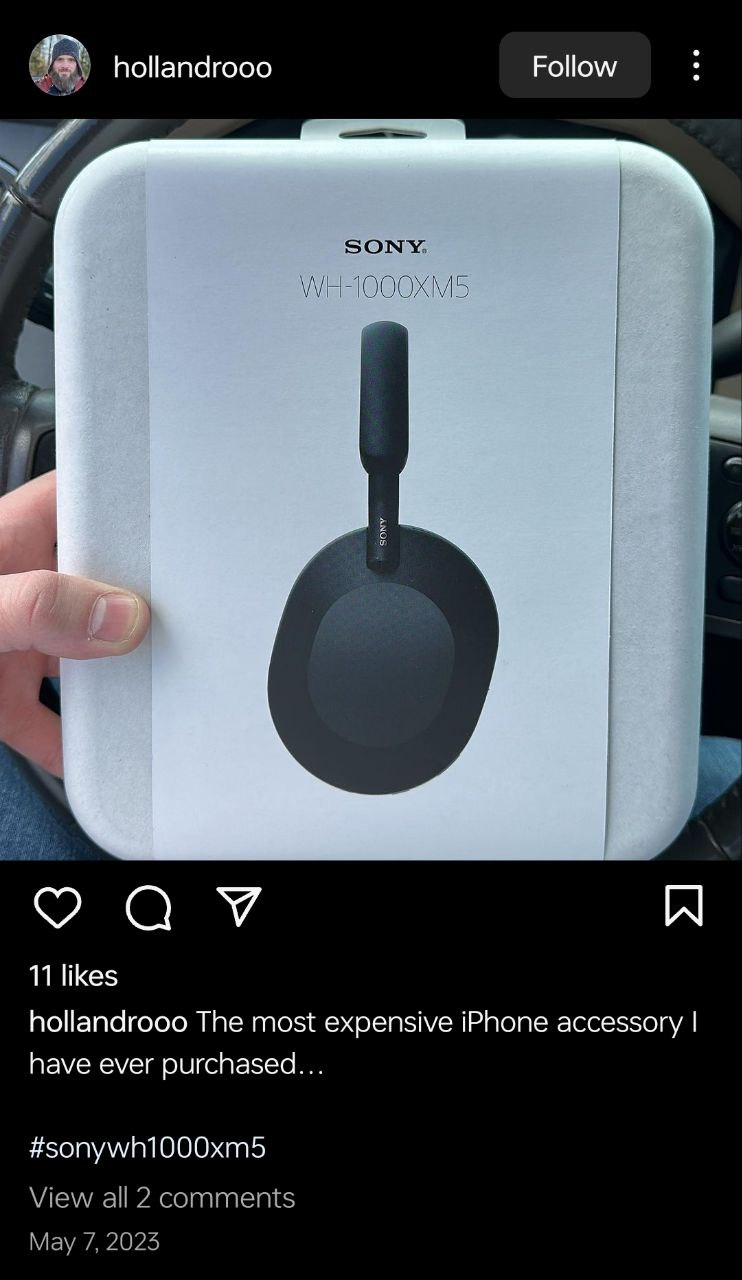 hollandrooo
Follow
SONY
WH-1000XM5
SONY
11 likes
hollandrooo The most expensive iPhone accessory I
have ever purchased...
#sonywh1000xm5
View all 2 comments
May 7, 2023